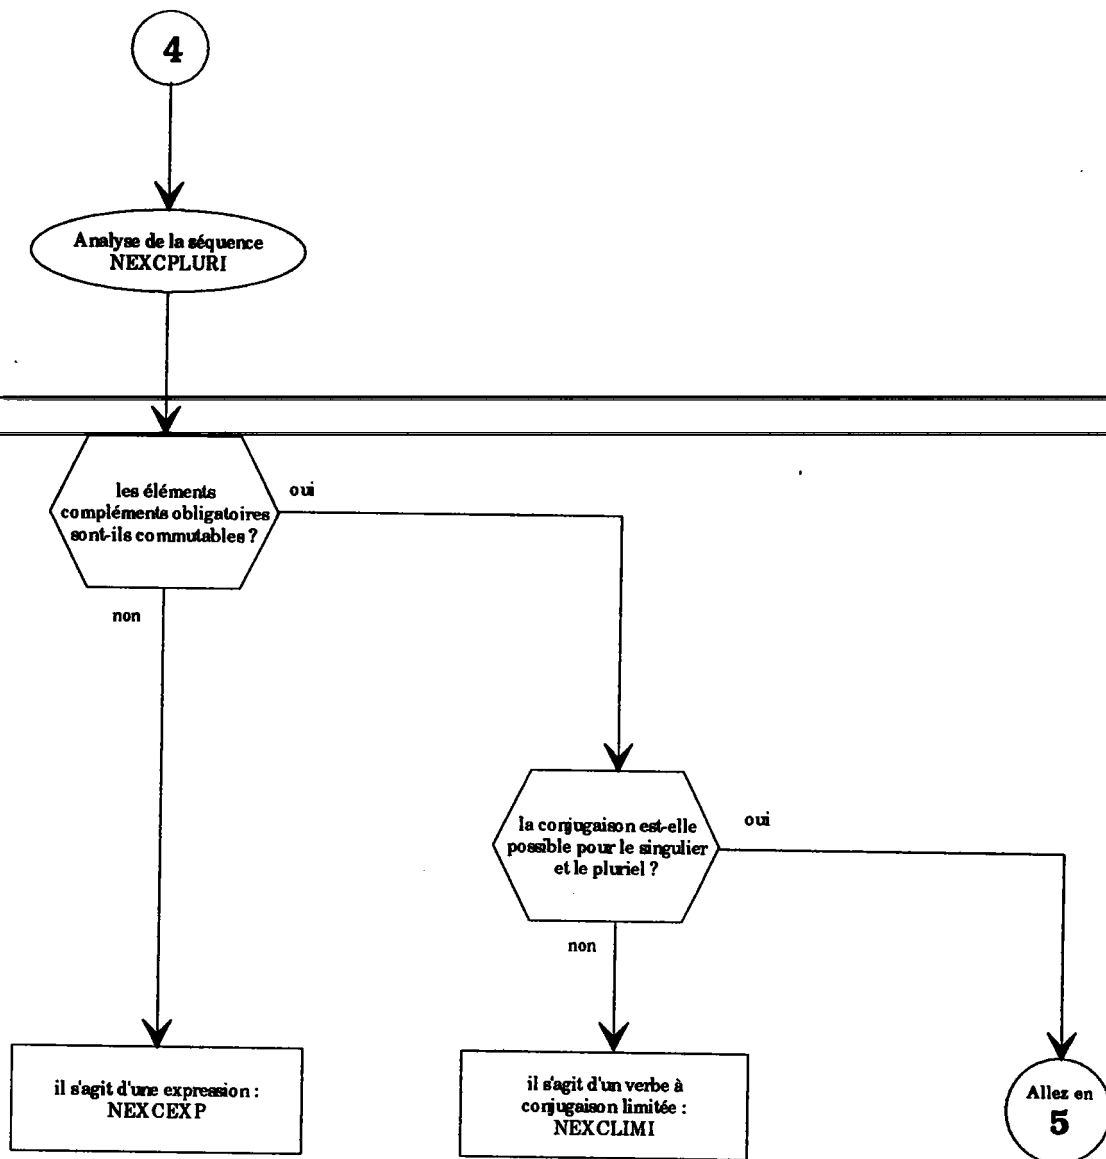 4
Analyse de la séquence
NEXCPLURI
les éléments
compléments obligatoires
sont-ils commutables ?
oui
non
la conjugaison est-elle
possible pour le singulier
et le pluriel ?
oui
non
il s'agit d'une expression :
NEXCEXP
il s'agit d'un verbe à
conjugaison limitée :
NEXCLIMI
Allez en
5